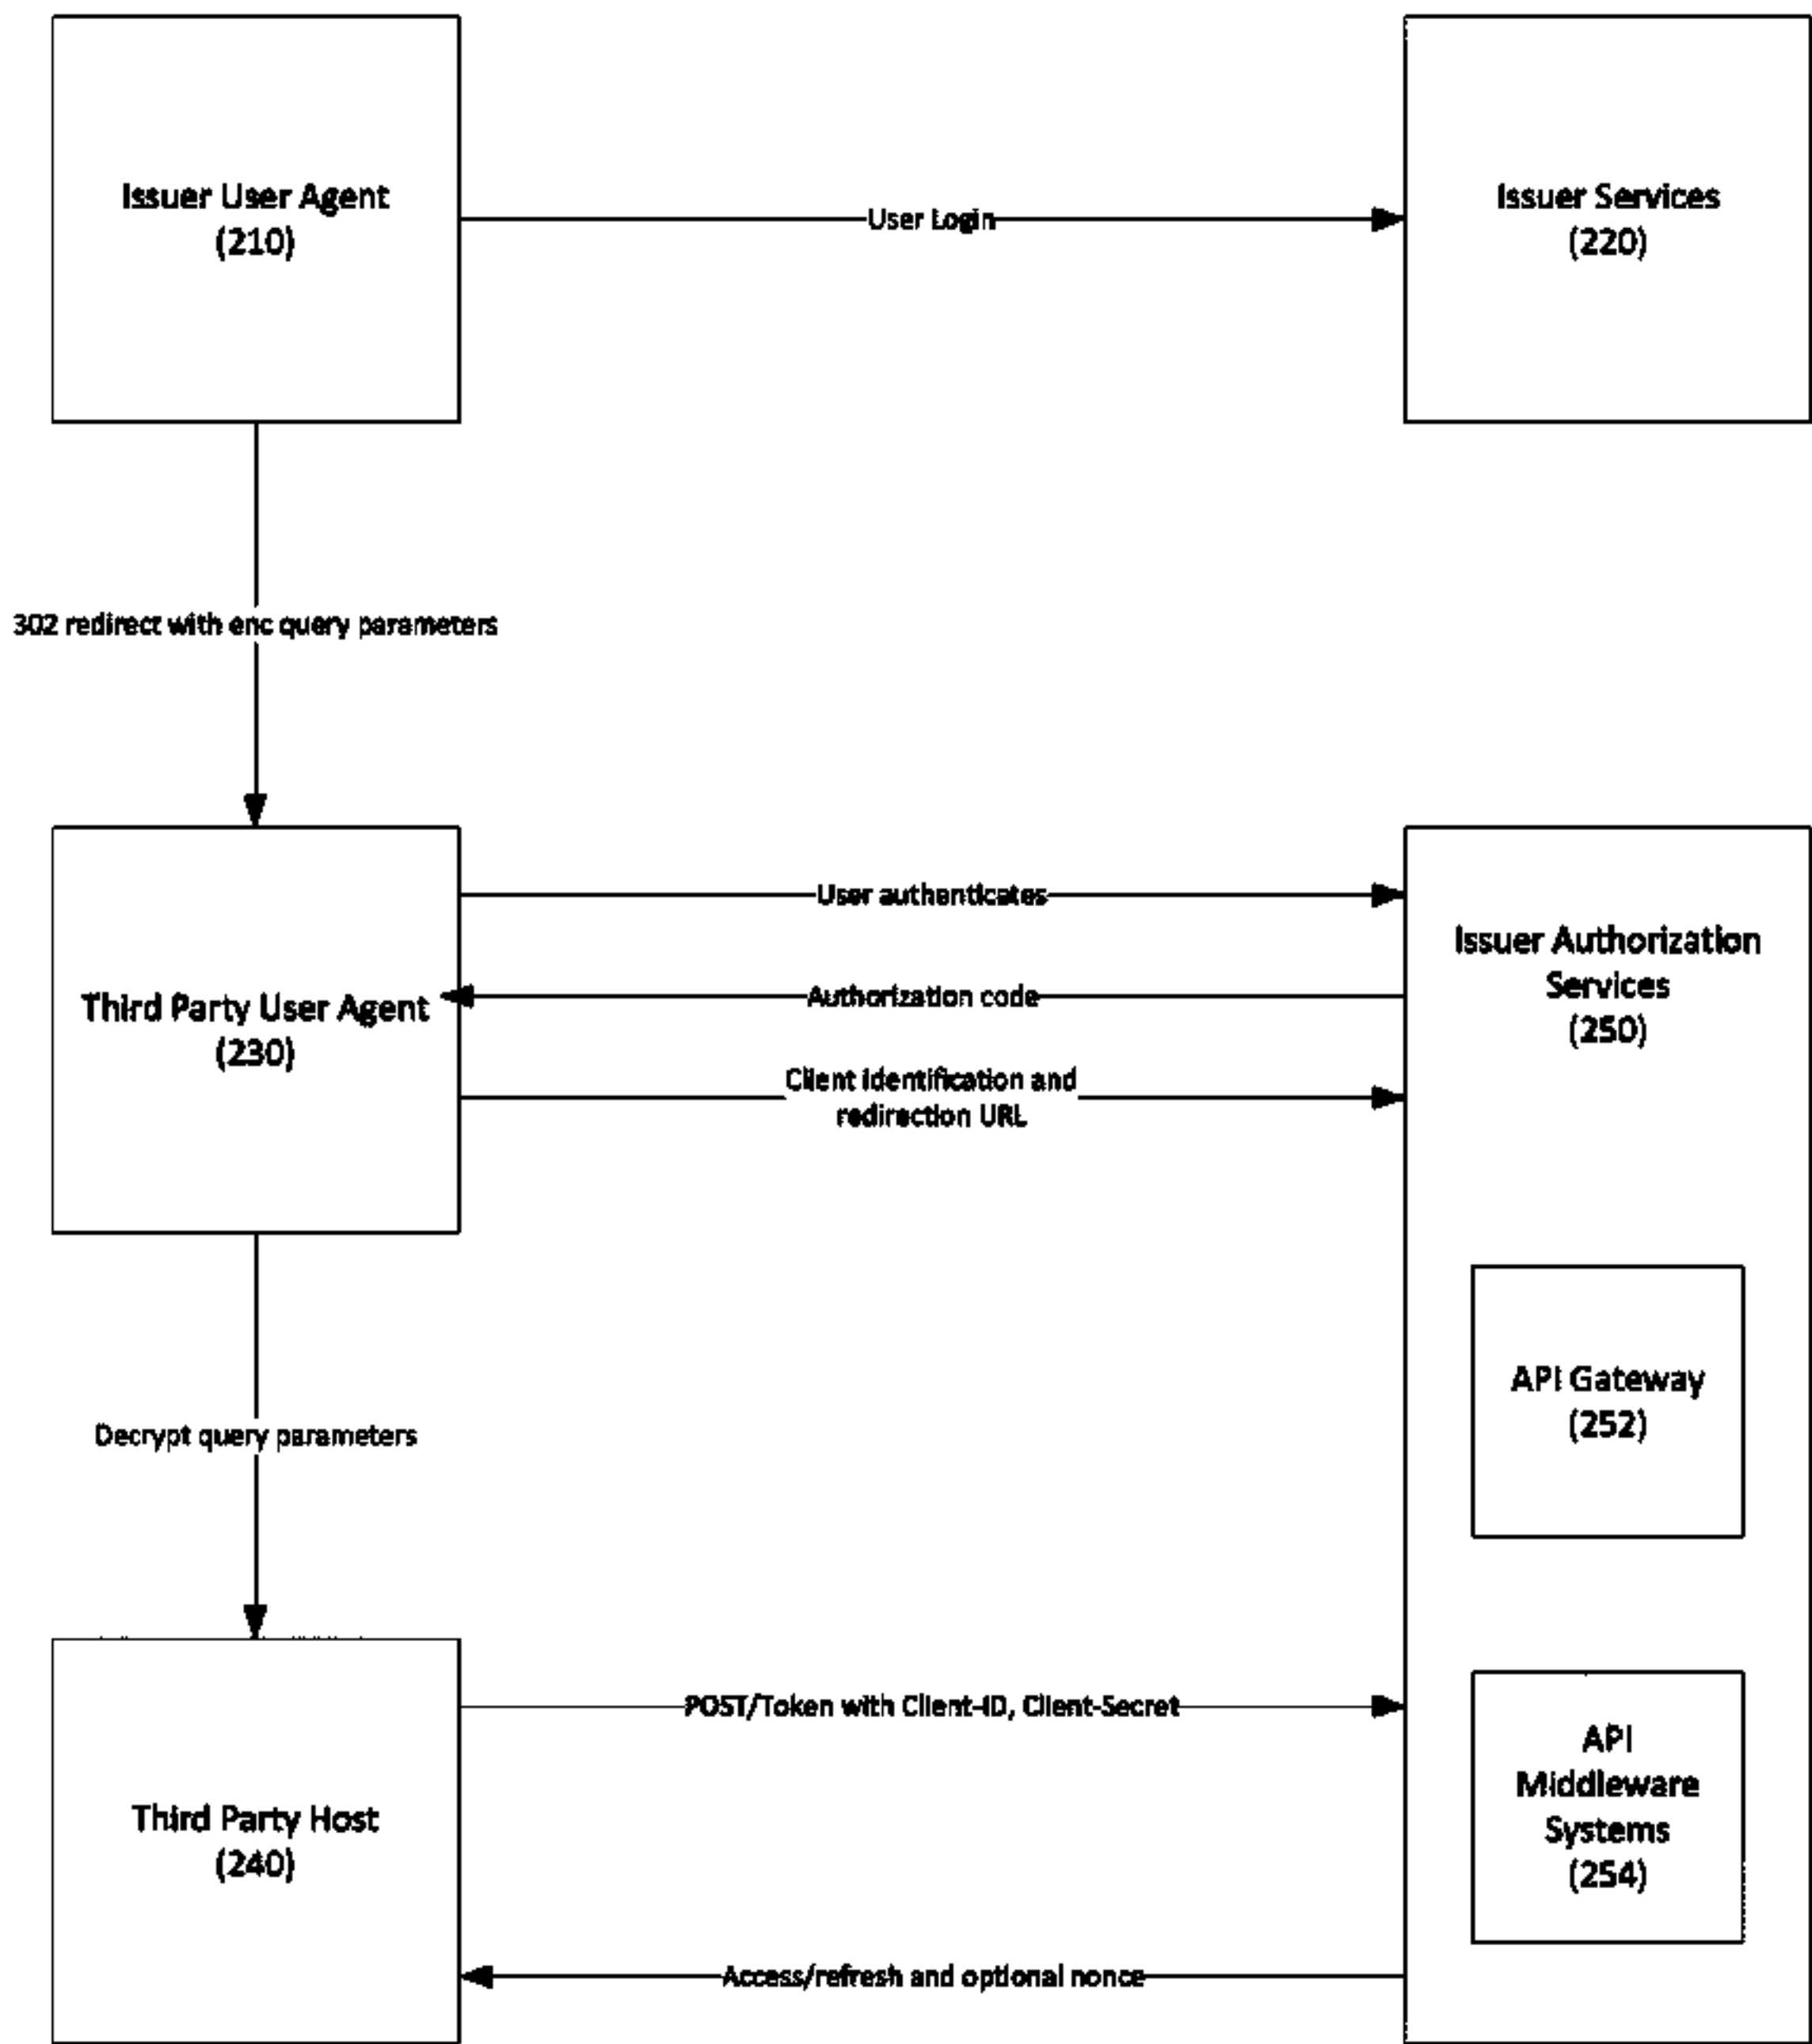 Issuer User Agent
(210)
User Login
Issuer Services
(220)
302 redirect with enc query parameters
Third Party User Agent
(230)
User authenticates
Authorization code
Client identification and
redirection URL
Issuer Authorization
Services
(250)
API Gateway
(252)
Decrypt query parameters
Third Party Host
(240)
POST/Token with Client-ID, Client-Secret
Access/refresh and optional nonce
API
Middleware
Systems
(254)